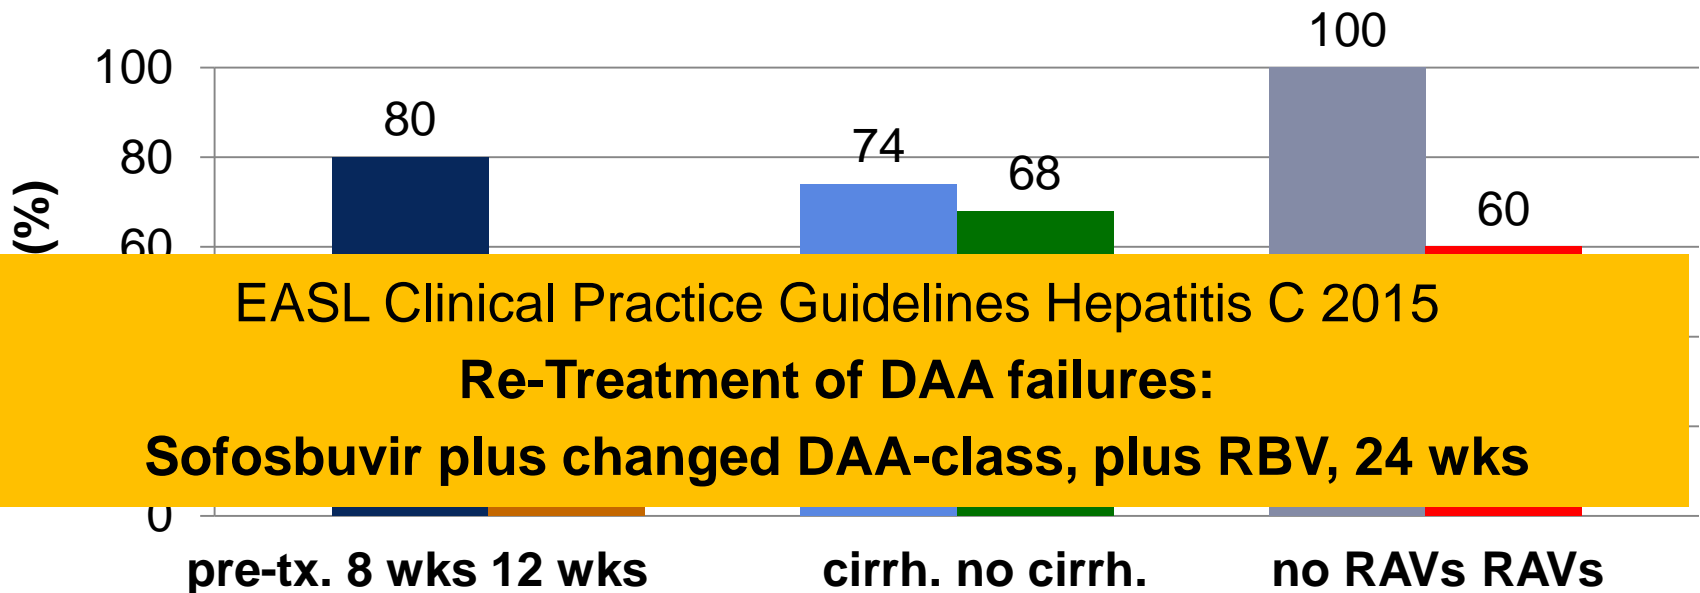 100
100
80
80
74
68
60
(%)
60
EASL Clinical Practice Guidelines Hepatitis C 2015
Re-Treatment of DAA failures:
Sofosbuvir plus changed DAA-class, plus RBV, 24 wks
0
pre-tx. 8 wks 12 wks cirrh. no cirrh. no RAVs RAVs